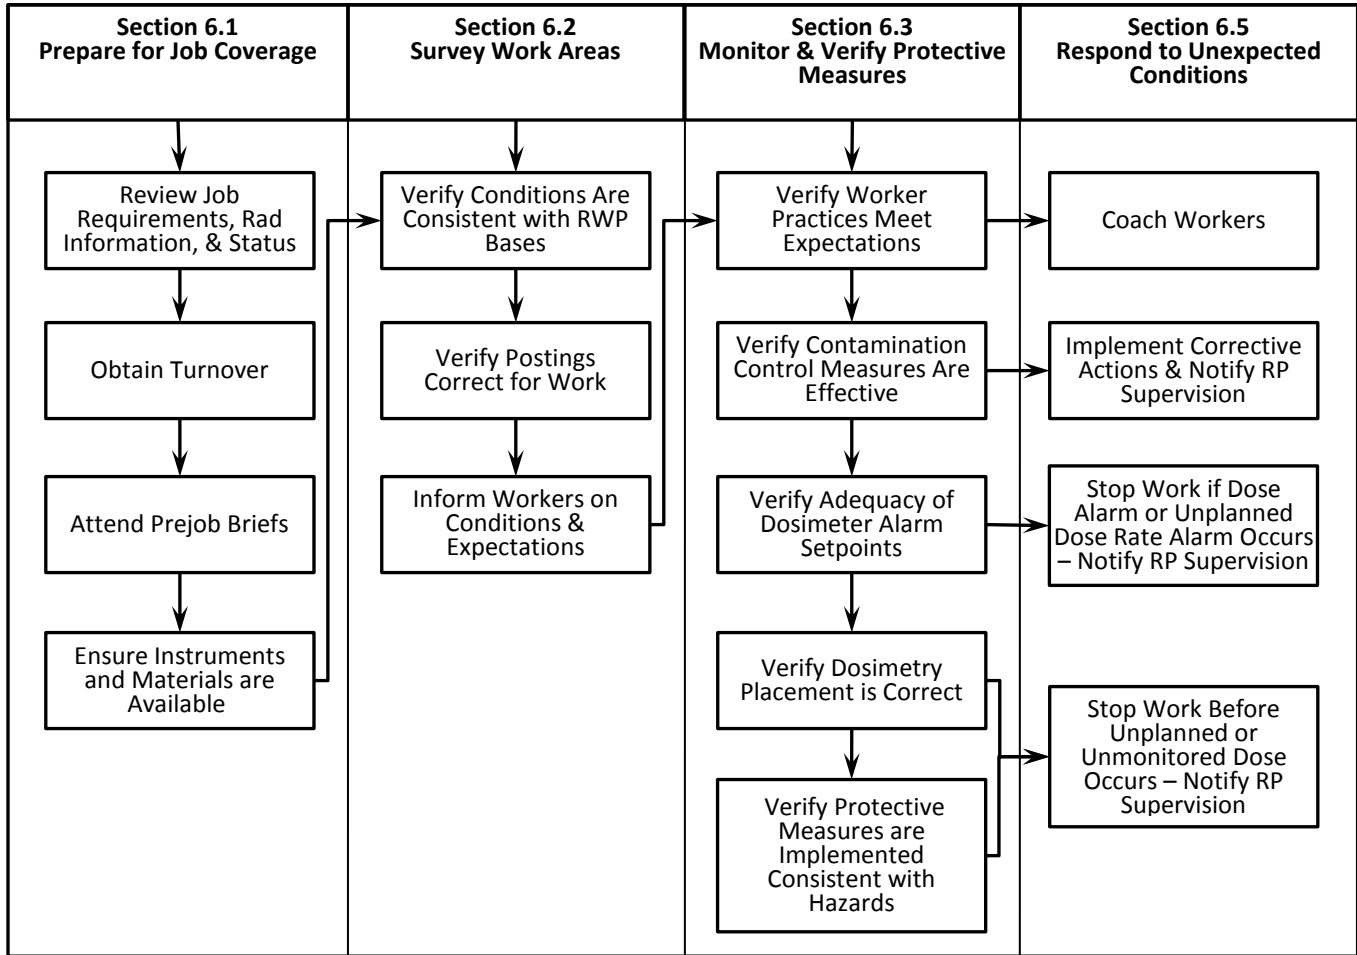 Section 6.1
Prepare for Job Coverage
Section 6.2
Survey Work Areas
Section 6.3
Monitor & Verify Protective
Measures
Section 6.5
Respond to Unexpected
Conditions
Review Job
Requirements, Rad
Information, & Status
Obtain Turnover
Attend Prejob Briefs
Ensure Instruments
and Materials are
Available
Verify Conditions Are
Consistent with RWP
Bases
Verify Postings
Correct for Work
Inform Workers on
Conditions &
Expectations
Verify Worker
Practices Meet
Expectations
Verify Contamination
Control Measures Are
Effective
Verify Adequacy of
Dosimeter Alarm
Setpoints
Verify Dosimetry
Placement is Correct
Verify Protective
Measures are
Implemented
Consistent with
Hazards
Coach Workers
Implement Corrective
Actions & Notify RP
Supervision
Stop Work if Dose
Alarm or Unplanned
Dose Rate Alarm Occurs
– Notify RP Supervision
Stop Work Before
Unplanned or
Unmonitored Dose
Occurs – Notify RP
Supervision